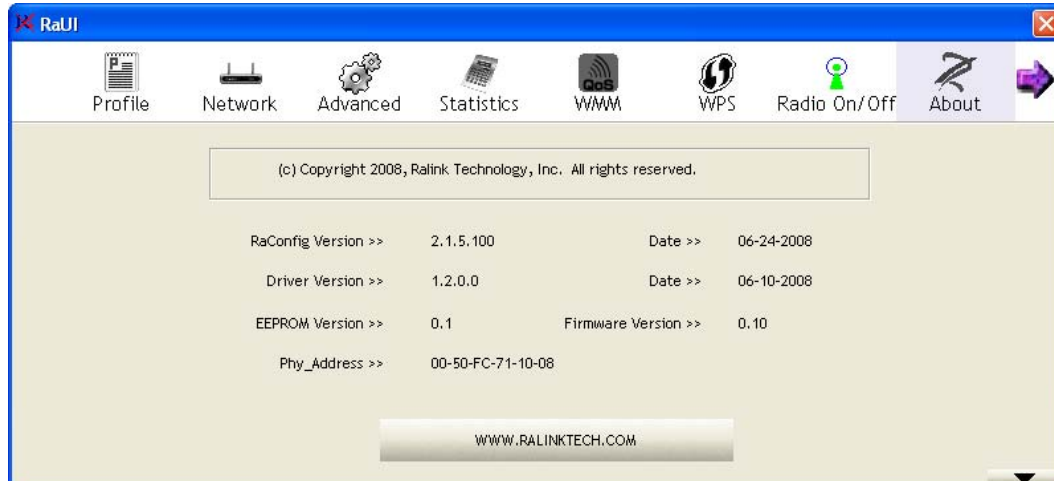 RaUI
P
QoS
Profile Network Advanced Statistics WMM WPS Radio On/Off About
(c) Copyright 2008, Ralink Technology, Inc. All rights reserved.
RaConfig Version >> 2.1.5.100 Date >> 06-24-2008
Driver Version >> 1.2.0.0 Date >> 06-10-2008
EEPROM Version >> 0.1 Firmware Version >> 0.10
Phy_Address >> 00-50-FC-71-10-08
WWW.RALINKTECH.COM